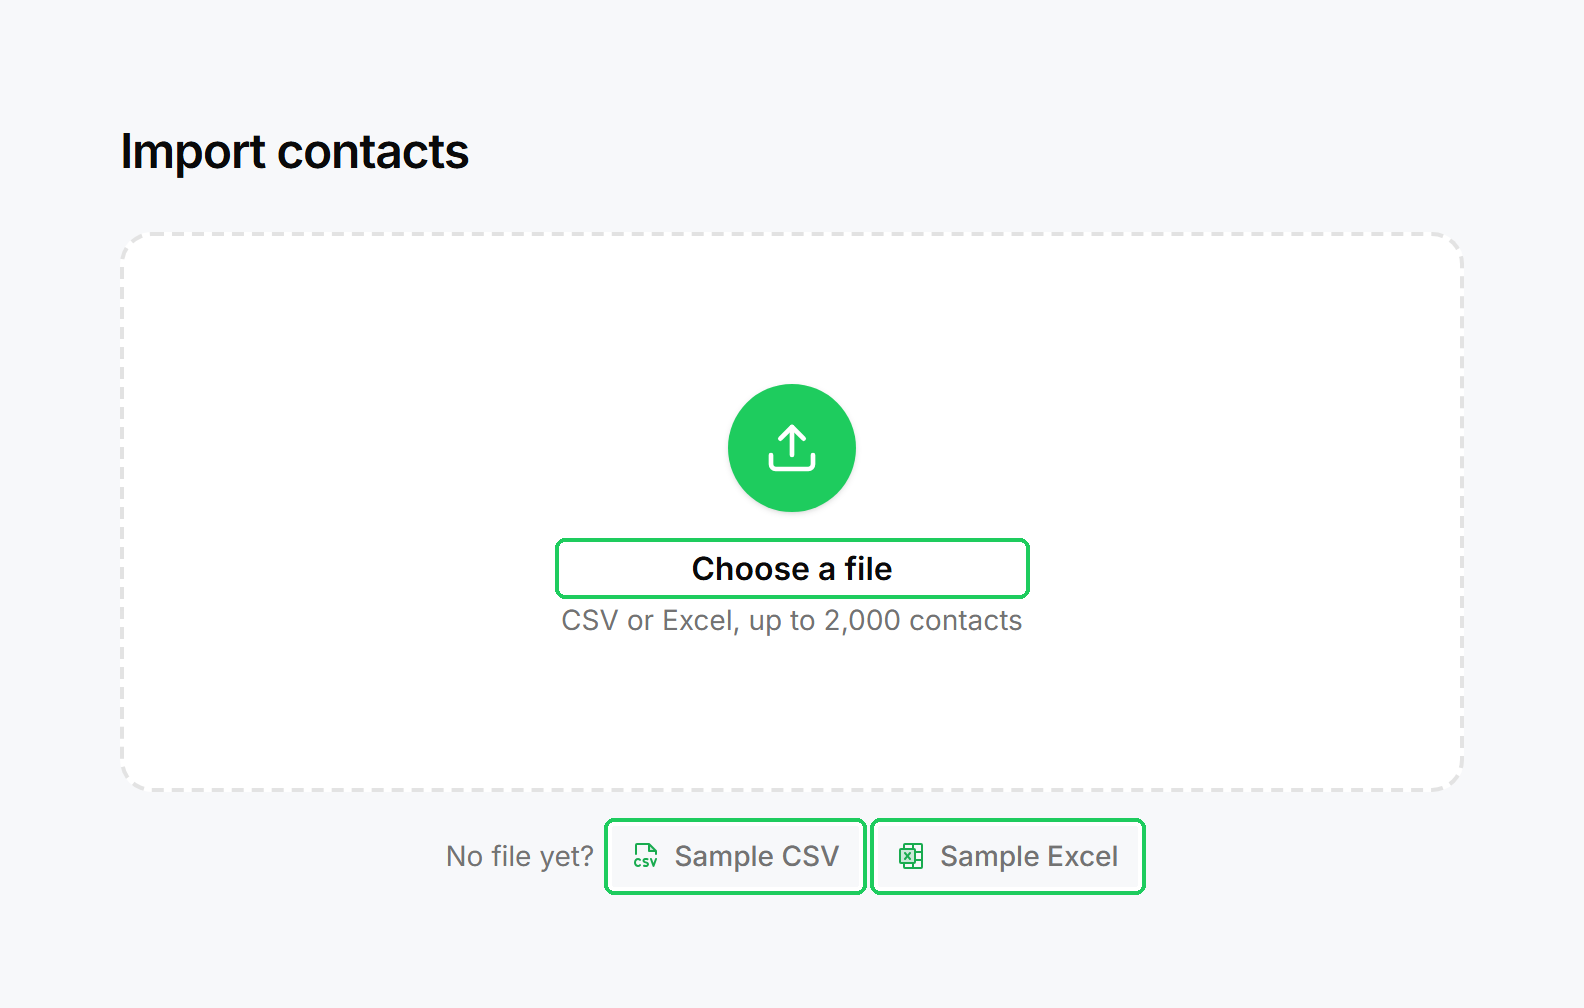 Import contacts
Choose a file
CSV or Excel, up to 2,000 contacts
No file yet? CSV Sample CSV Sample Excel